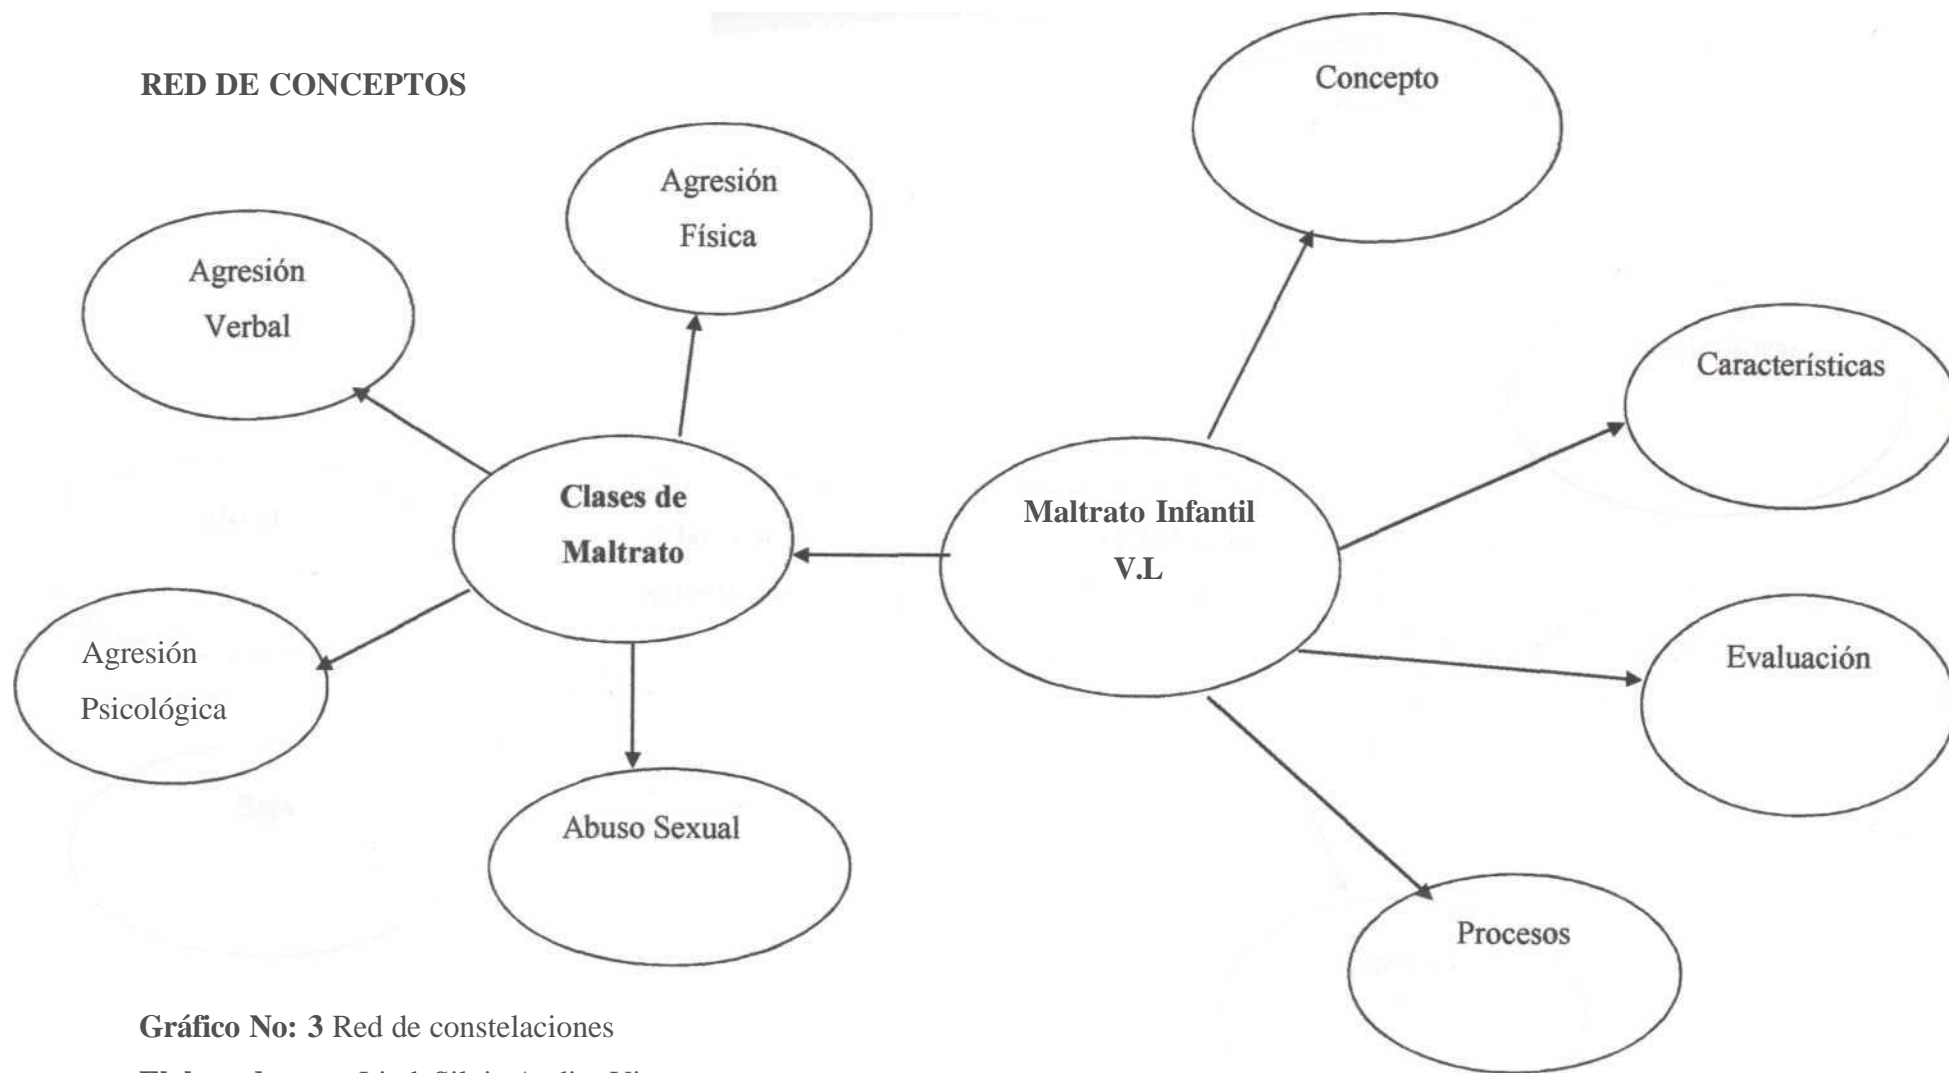 RED DE CONCEPTOS
Concepto
Agresión
Física
Agresión
Verbal
Características
Clases de
Maltrato
Maltrato Infantil
V.L
Agresión
Psicológica
Evaluación
Abuso Sexual
Procesos
Gráfico No: 3 Red de constelaciones